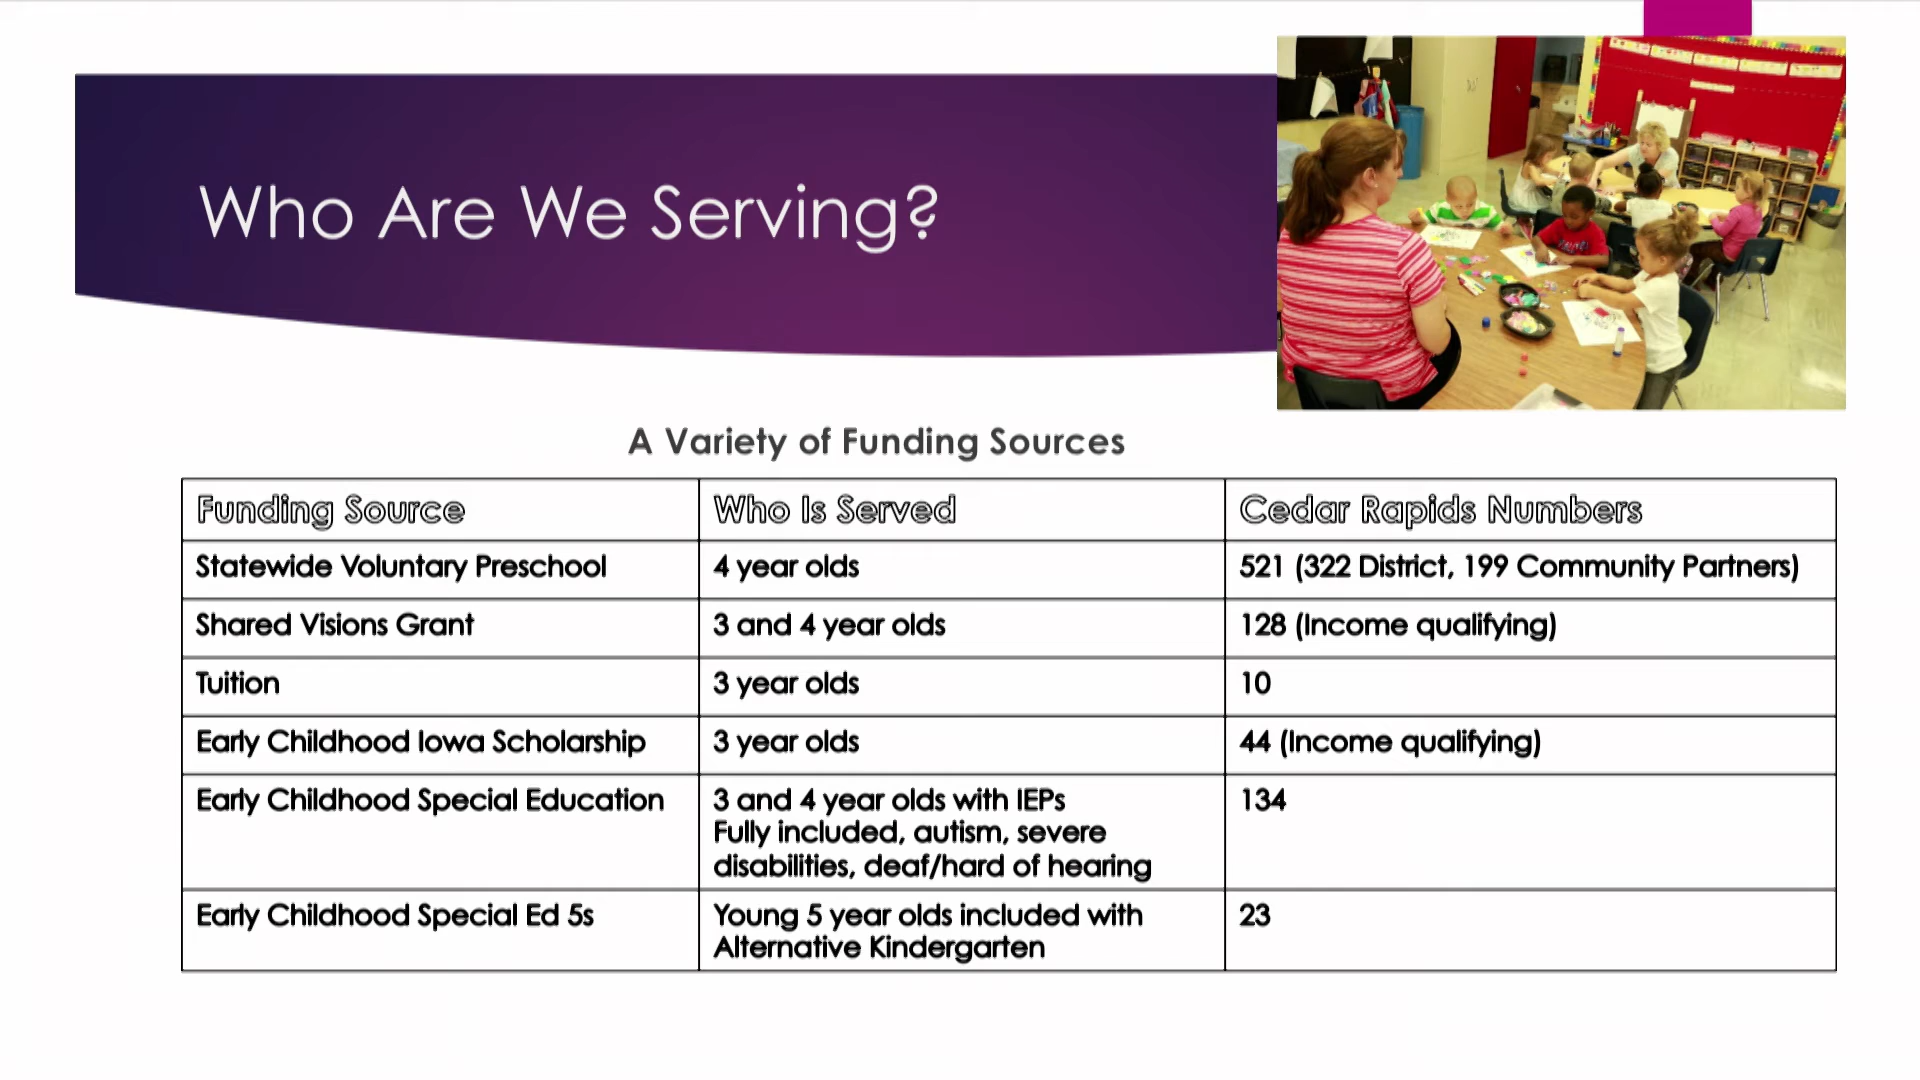 Who Are We Serving?
A Variety of Funding Sources
Funding Source
Who Is Served
Cedar Rapids Numbers
Statewide Voluntary Preschool
4 year olds
521 (322 District, 199 Community Partners)
Shared Visions Grant
3 and 4 year olds
128 (Income qualifying)
Tuition
3 year olds
10
Early Childhood Iowa Scholarship
3 year olds
44 (Income qualifying)
Early Childhood Special Education
3 and 4 year olds with IEPs
Fully included, autism, severe
disabilities, deaf/hard of hearing
134
Early Childhood Special Ed 5s
Young 5 year olds included with
Alternative Kindergarten
23